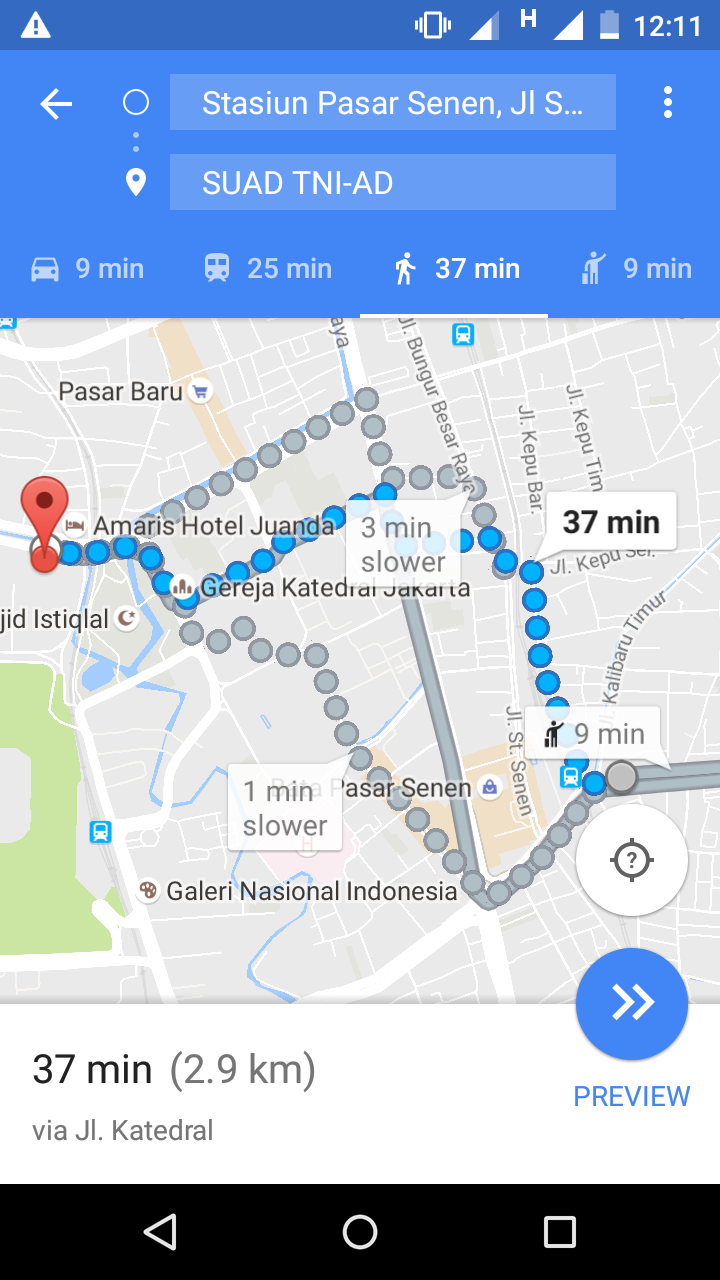 H 12:11
Stasiun Pasar Senen, Jl S...
SUAD TNI-AD
9 min 25 min 37 min 9 min
aya
Jl. Bungur Besar Raya
Pasar Baru
Jl. Kepu Tim
Jl. Kepu Bar.
37 min
Amaris Hotel Juanda
3 min
slower
Jl. Kepu Sel.
Gereja Katedral Jakarta
jid Istiqlal
Jl. Kalibaru Timur
9 min
Jl. St. Senen
1 min
slower
Pasar Senen
H
Galeri Nasional Indonesia
37 min (2.9 km)
PREVIEW
via Jl. Katedral